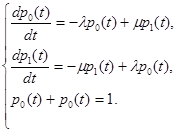 dp₀(t)/dt = −λp₀(t) + μp₁(t),
dp₁(t)/dt = −μp₁(t) + λp₀(t),
p₀(t) + p₀(t) = 1.